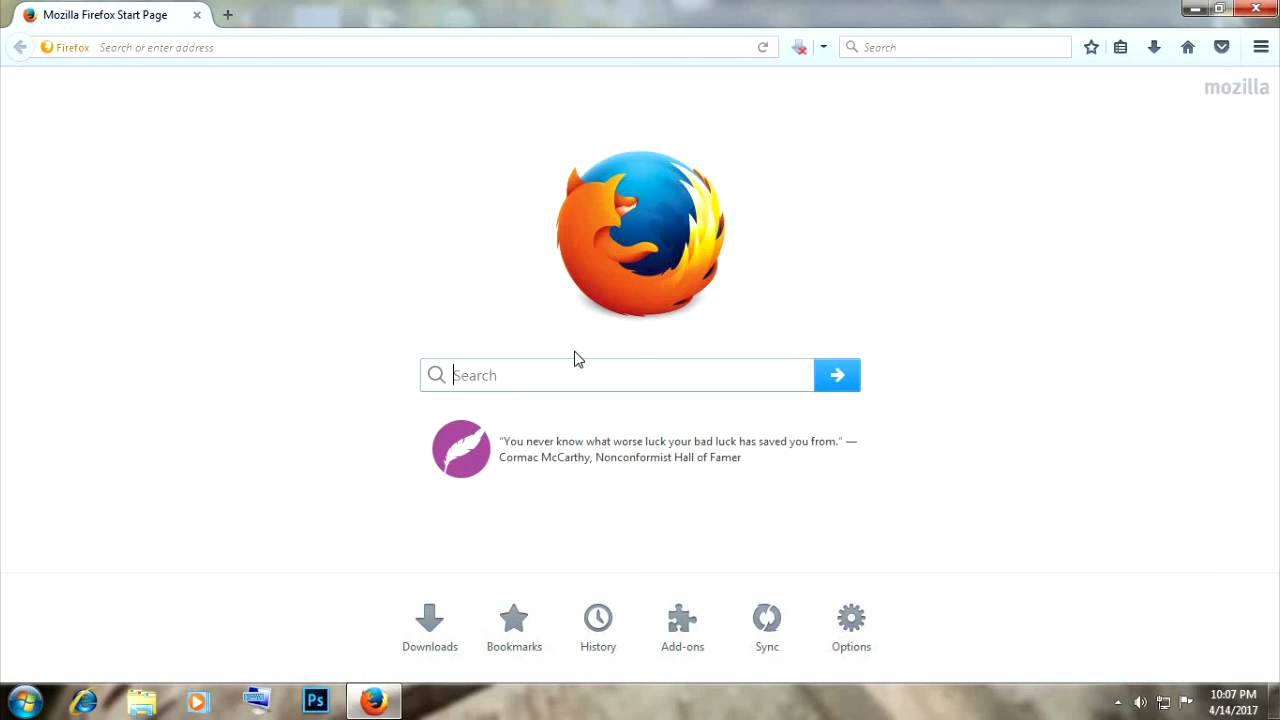 Mozilla Firefox Start Page
Firefox Search or enter address
Search
mozilla
Search
"You never know what worse luck your bad luck has saved you from." —
Cormac McCarthy, Nonconformist Hall of Famer
Downloads Bookmarks History Add-ons Sync Options
Ps
10:07 PM
4/14/2017